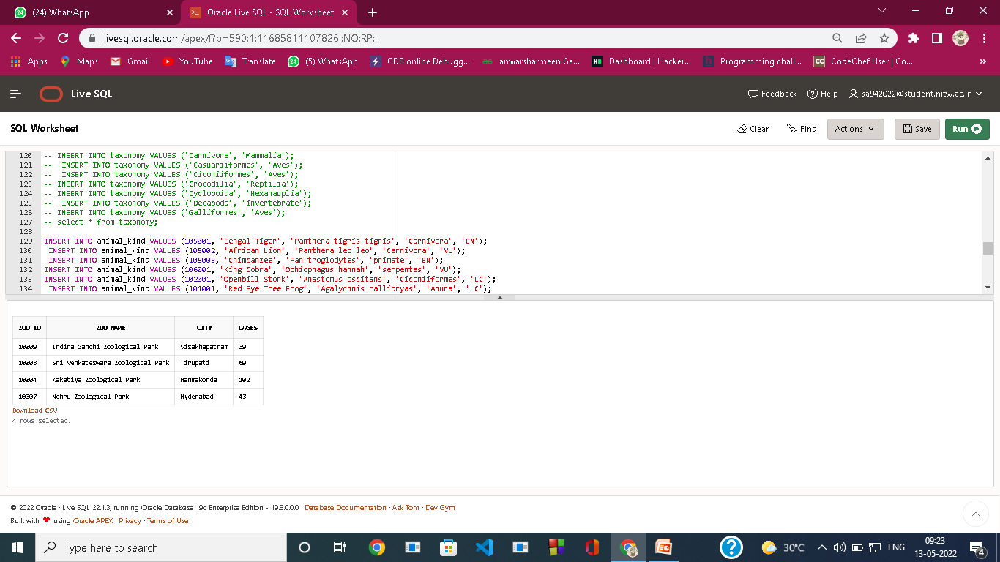 (24) WhatsApp
Oracle Live SQL - SQL Worksheet
livesql.oracle.com/apex/f?p=590:1:11685811107826::NO:RP::
Apps Maps Gmail YouTube Translate (5) WhatsApp GDB online Debugg... anwarsharmeen Ge... Dashboard | Hacker... Programming chall... CodeChef User | Co... »
Live SQL
Feedback Help sa942022@student.nitw.ac.in
SQL Worksheet
Clear Find Actions Save Run
120 -- INSERT INTO taxonomy VALUES ('Carnivora', 'Mammalia');
121 --  INSERT INTO taxonomy VALUES ('Casuariiformes', 'Aves');
122 --  INSERT INTO taxonomy VALUES ('Ciconiiformes', 'Aves');
123 -- INSERT INTO taxonomy VALUES ('Crocodilia', 'Reptilia');
124 -- INSERT INTO taxonomy VALUES ('Cyclopoida', 'Hexanauplia');
125 --  INSERT INTO taxonomy VALUES ('Decapoda', 'invertebrate');
126 -- INSERT INTO taxonomy VALUES ('Galliformes', 'Aves');
127 -- select * from taxonomy;
128
129 INSERT INTO animal_kind VALUES (105001, 'Bengal Tiger', 'Panthera tigris tigris', 'Carnivora', 'EN');
130  INSERT INTO animal_kind VALUES (105002, 'African Lion', 'Panthera leo leo', 'Carnivora', 'VU');
131  INSERT INTO animal_kind VALUES (105003, 'Chimpanzee', 'Pan troglodytes', 'primate', 'EN');
132 INSERT INTO animal_kind VALUES (106001, 'King Cobra', 'Ophiophagus hannah', 'serpentes', 'VU');
133 INSERT INTO animal_kind VALUES (102001, 'Openbill Stork', 'Anastomus oscitans', 'Ciconiiformes', 'LC');
134  INSERT INTO animal_kind VALUES (101001, 'Red Eye Tree Frog', 'Agalychnis callidryas', 'Anura', 'LC');
ZOO_ID ZOO_NAME CITY CAGES
10009 Indira Gandhi Zoological Park Visakhapatnam 39
10003 Sri Venkateswara Zoological Park Tirupati 69
10004 Kakatiya Zoological Park Hanmakonda 102
10007 Nehru Zoological Park Hyderabad 43
Download CSV
4 rows selected.
© 2022 Oracle · Live SQL 22.1.3, running Oracle Database 19c Enterprise Edition - 19.8.0.0.0 · Database Documentation · Ask Tom · Dev Gym
Built with ❤ using Oracle APEX · Privacy · Terms of Use
Type here to search
30°C ENG 09:23
13-05-2022
4